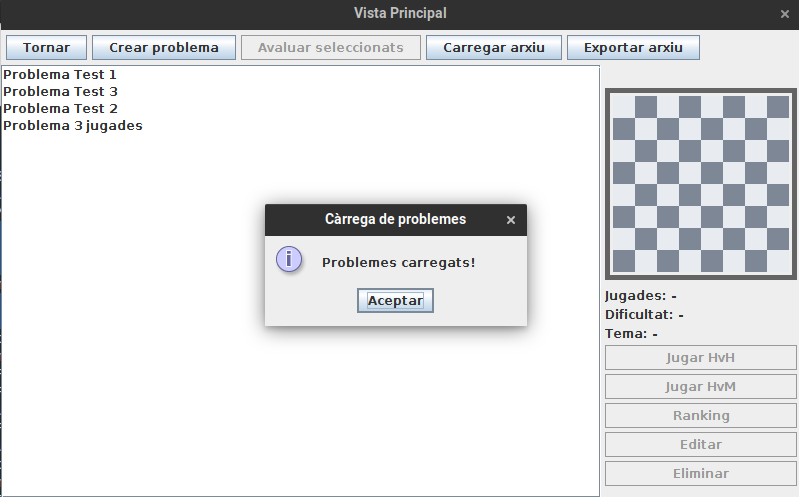 Vista Principal
Tornar
Crear problema
Avaluar seleccionats
Carregar arxiu
Exportar arxiu
Problema Test 1
Problema Test 3
Problema Test 2
Problema 3 jugades
Càrrega de problemes
Problemes carregats!
Aceptar
Jugades: -
Dificultat: -
Tema: -
Jugar HvH
Jugar HvM
Ranking
Editar
Eliminar